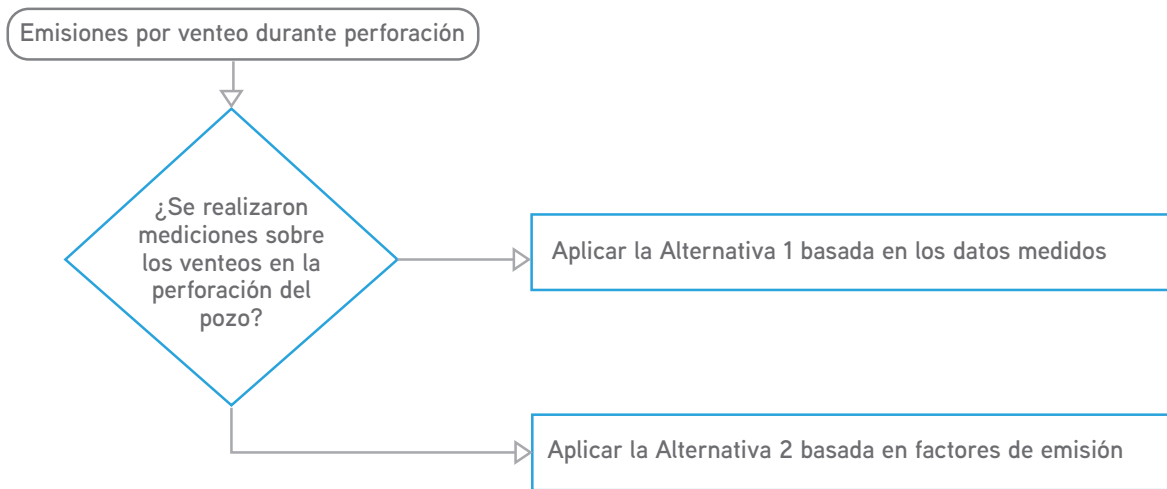 Emisiones por venteo durante perforación
¿Se realizaron
mediciones sobre
los venteos en la
perforación del
pozo?
Aplicar la Alternativa 1 basada en los datos medidos
Aplicar la Alternativa 2 basada en factores de emisión